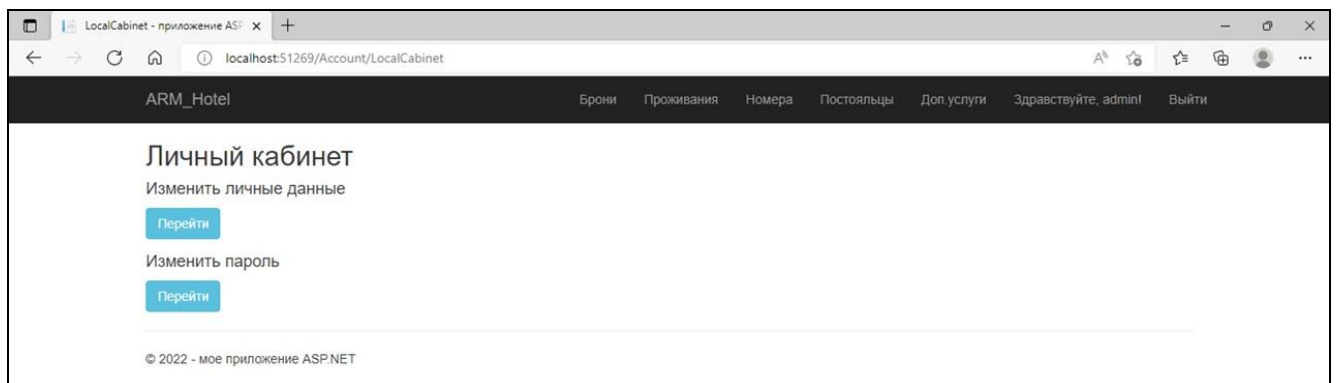 LocalCabinet - приложение ASP
localhost:51269/Account/LocalCabinet
ARM_Hotel Брони Проживания Номера Постояльцы Доп.услуги Здравствуйте, admin! Выйти
Личный кабинет
Изменить личные данные
Перейти
Изменить пароль
Перейти
© 2022 - мое приложение ASP.NET